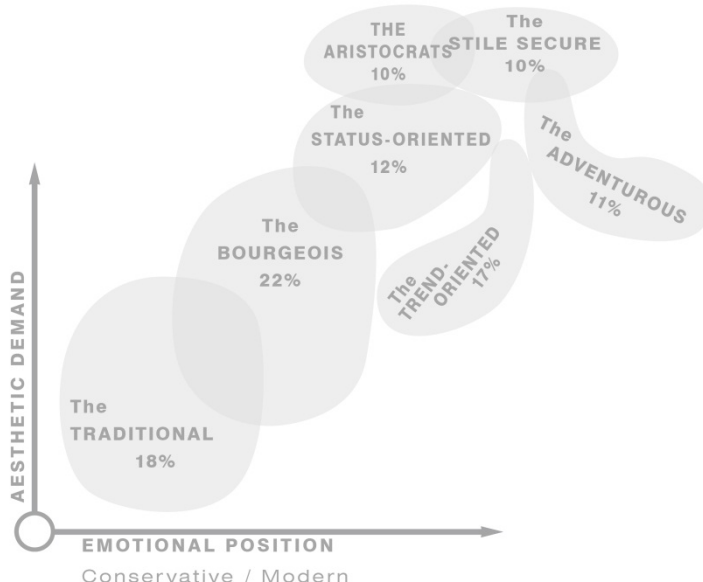 THE
ARISTOCRATS
10%
The
STILE SECURE
10%
The
STATUS-ORIENTED
12%
The
ADVENTUROUS
11%
The
BOURGEOIS
22%
The
TREND-
ORIENTED
17%
The
TRADITIONAL
18%
AESTHETIC DEMAND
EMOTIONAL POSITION
Conservative / Modern